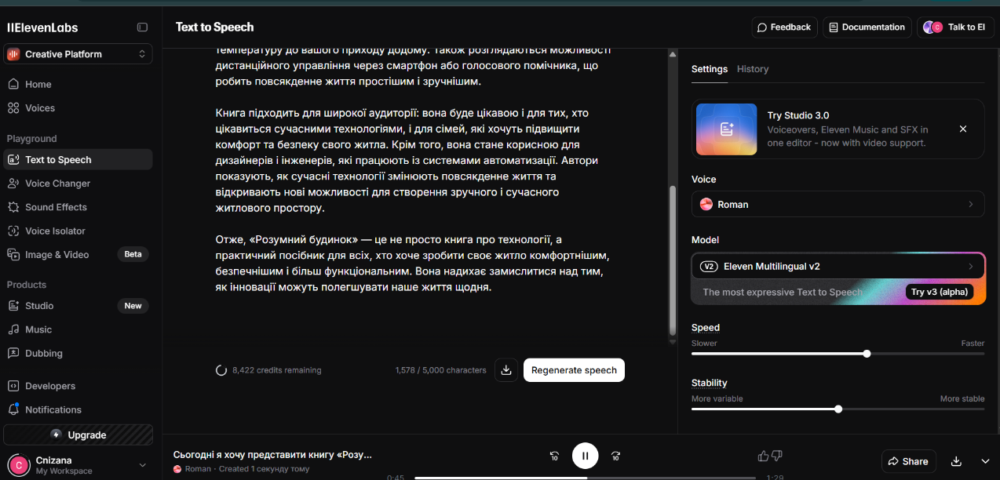 IIElevenLabs
Creative Platform
Home
Voices
Playground
Text to Speech
Voice Changer
Sound Effects
Voice Isolator
Image & Video
Beta
Products
Studio
New
Music
Dubbing
Developers
Notifications
Upgrade
C
Cnizana
My Workspace
Text to Speech
Feedback
Documentation
C
Talk to El
температуру до вашого приходу додому. Також розглядаються можливості
дистанційного управління через смартфон або голосового помічника, що
робить повсякденне життя простішим і зручнішим.
Книга підходить для широкої аудиторії: вона буде цікавою і для тих, хто
цікавиться сучасними технологіями, і для сімей, які хочуть підвищити
комфорт та безпеку свого житла. Крім того, вона стане корисною для
дизайнерів і інженерів, які працюють із системами автоматизації. Автори
показують, як сучасні технології змінюють повсякденне життя та
відкривають нові можливості для створення зручного і сучасного
житлового простору.
Отже, «Розумний будинок» — це не просто книга про технології, а
практичний посібник для всіх, хто хоче зробити своє житло комфортнішим,
безпечнішим і більш функціональним. Вона надихає замислитися над тим,
як інновації можуть полегшувати наше життя щодня.
8,422 credits remaining
1,578 / 5,000 characters
Regenerate speech
Settings
History
Try Studio 3.0
Voiceovers, Eleven Music and SFX in
one editor - now with video support.
Voice
Roman
Model
V2
Eleven Multilingual v2
The most expressive Text to Speech
Try v3 (alpha)
Speed
Slower
Faster
Stability
More variable
More stable
Сьогодні я хочу представити книгу «Розу...
Roman · Created 1 секунду тому
10
10
0:45
1:29
Share